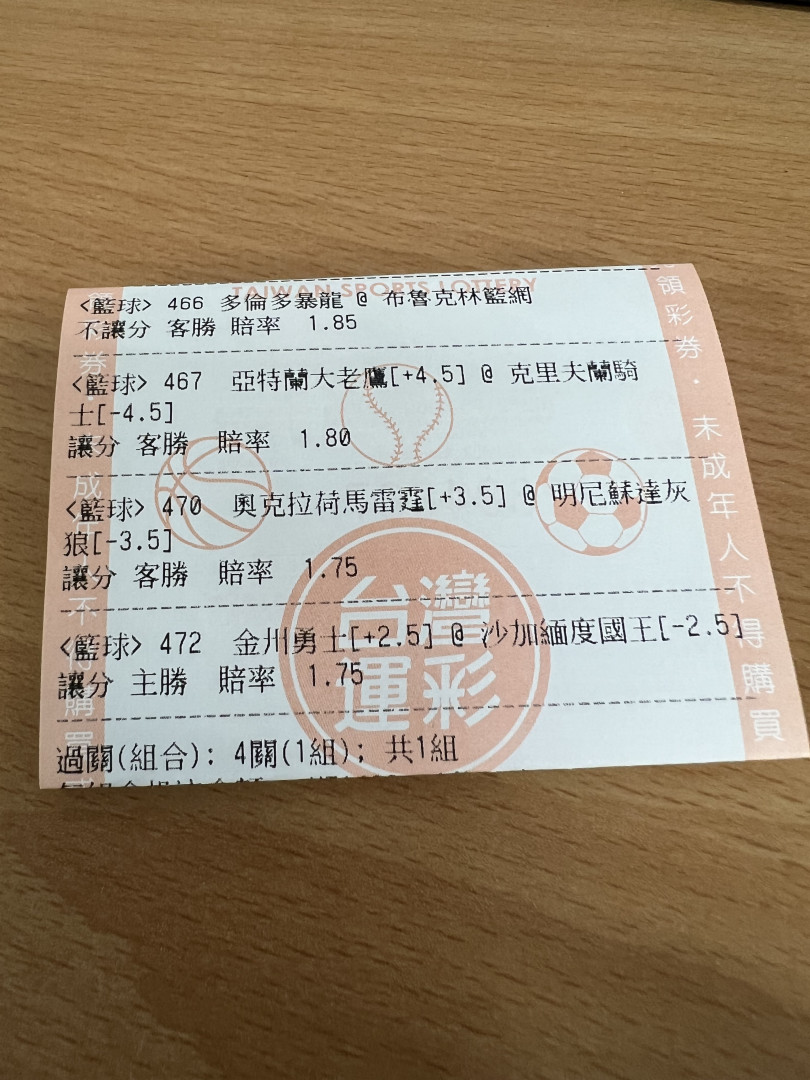 TAIWAN SPORTS LOTTERY
<籃球> 466 多倫多暴龍 @ 布魯克林籃網
不讓分 客勝 賠率 1.85
<籃球> 467 亞特蘭大老鷹[+4.5] @ 克里夫蘭騎
士[-4.5]
讓分 客勝 賠率 1.80
<籃球> 470 奧克拉荷馬雷霆[+3.5] @ 明尼蘇達灰
狼[-3.5]
讓分 客勝 賠率 1.75
<籃球> 472 金州勇士[+2.5] @ 沙加緬度國王[-2.5]
讓分 主勝 賠率 1.75
過關(組合): 4關(1組); 共1組
台灣
運彩
領彩券・未成年人不得購買